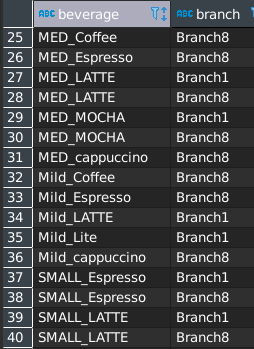 ABC beverage ABC branch
25 MED_Coffee Branch8
26 MED_Espresso Branch8
27 MED_LATTE Branch1
28 MED_LATTE Branch8
29 MED_MOCHA Branch1
30 MED_MOCHA Branch8
31 MED_cappuccino Branch8
32 Mild_Coffee Branch8
33 Mild_Espresso Branch8
34 Mild_LATTE Branch1
35 Mild_Lite Branch1
36 Mild_cappuccino Branch8
37 SMALL_Espresso Branch1
38 SMALL_Espresso Branch8
39 SMALL_LATTE Branch1
40 SMALL_LATTE Branch8